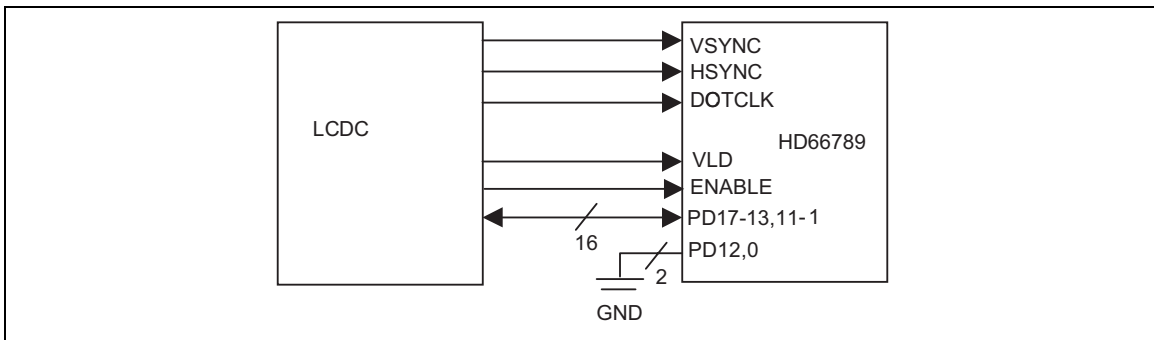 VSYNC
HSYNC
DOTCLK
LCDC
HD66789
VLD
ENABLE
PD17-13,11-1
16
PD12,0
2
GND